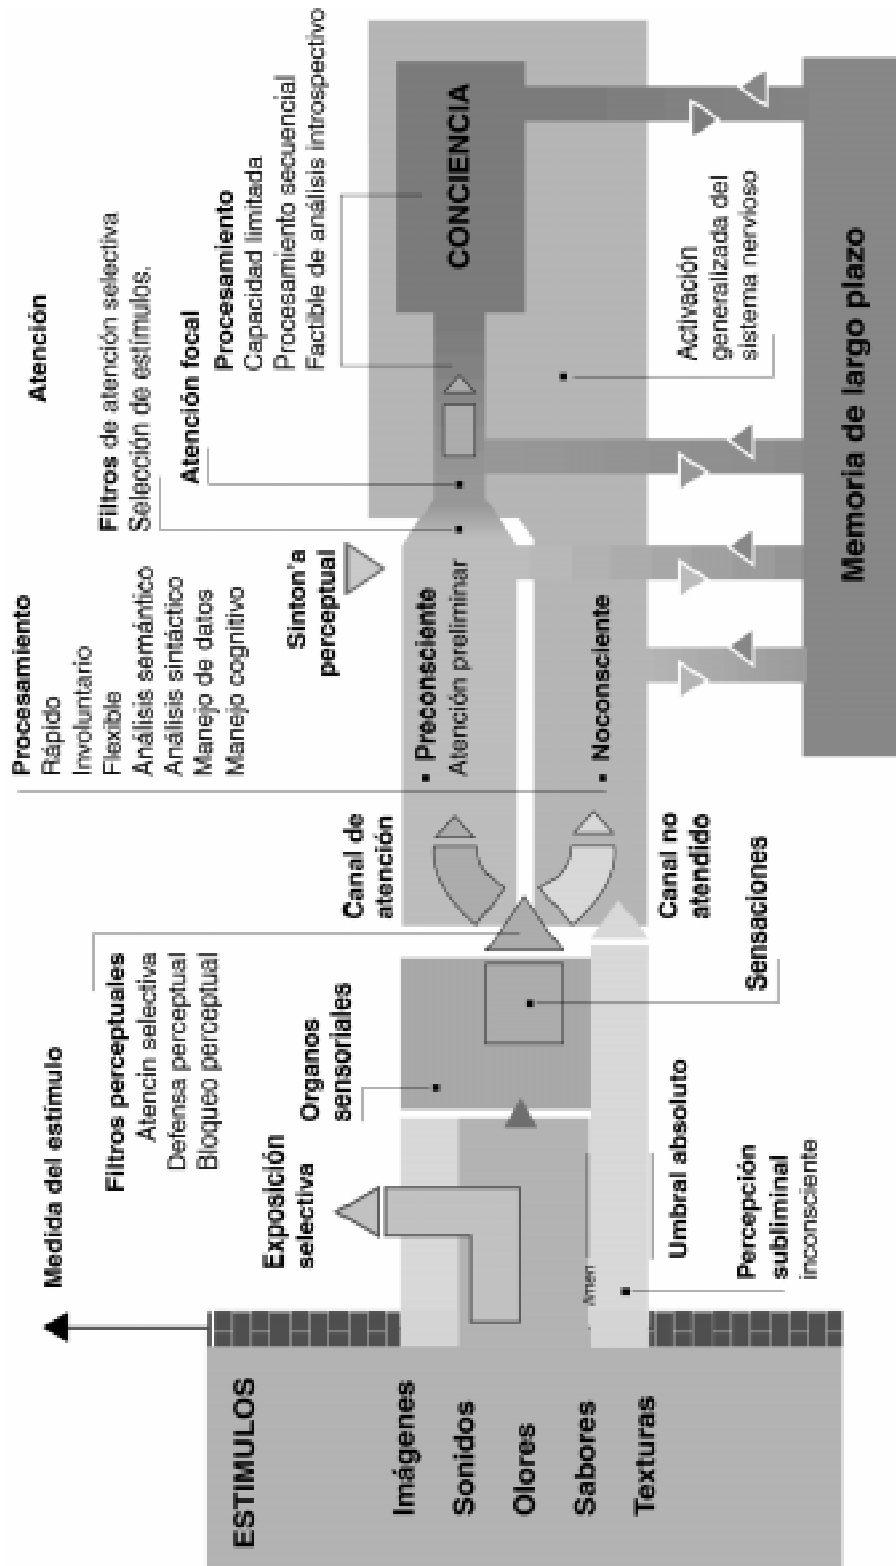 ESTIMULOS
Imágenes
Sonidos
Olores
Sabores
Texturas
Medida del estímulo
Exposición
selectiva
Umbral absoluto
Percepción
subliminal
inconsciente
Filtros perceptuales
Atencin selectiva
Defensa perceptual
Bloqueo perceptual
Organos
sensoriales
Sensaciones
Canal de
atención
Canal no
atendido
Procesamiento
Rápido
Involuntario
Flexible
Análisis semántico
Análisis sintáctico
Manejo de datos
Manejo cognitivo
Preconsciente
Atención preliminar
Noconsciente
Sinton'a
perceptual
Atención
Filtros de atención selectiva
Selección de estímulos.
Atención focal
Procesamiento
Capacidad limitada
Procesamiento secuencial
Factible de análisis introspectivo
CONCIENCIA
Activación
generalizada del
sistema nervioso
Memoria de largo plazo